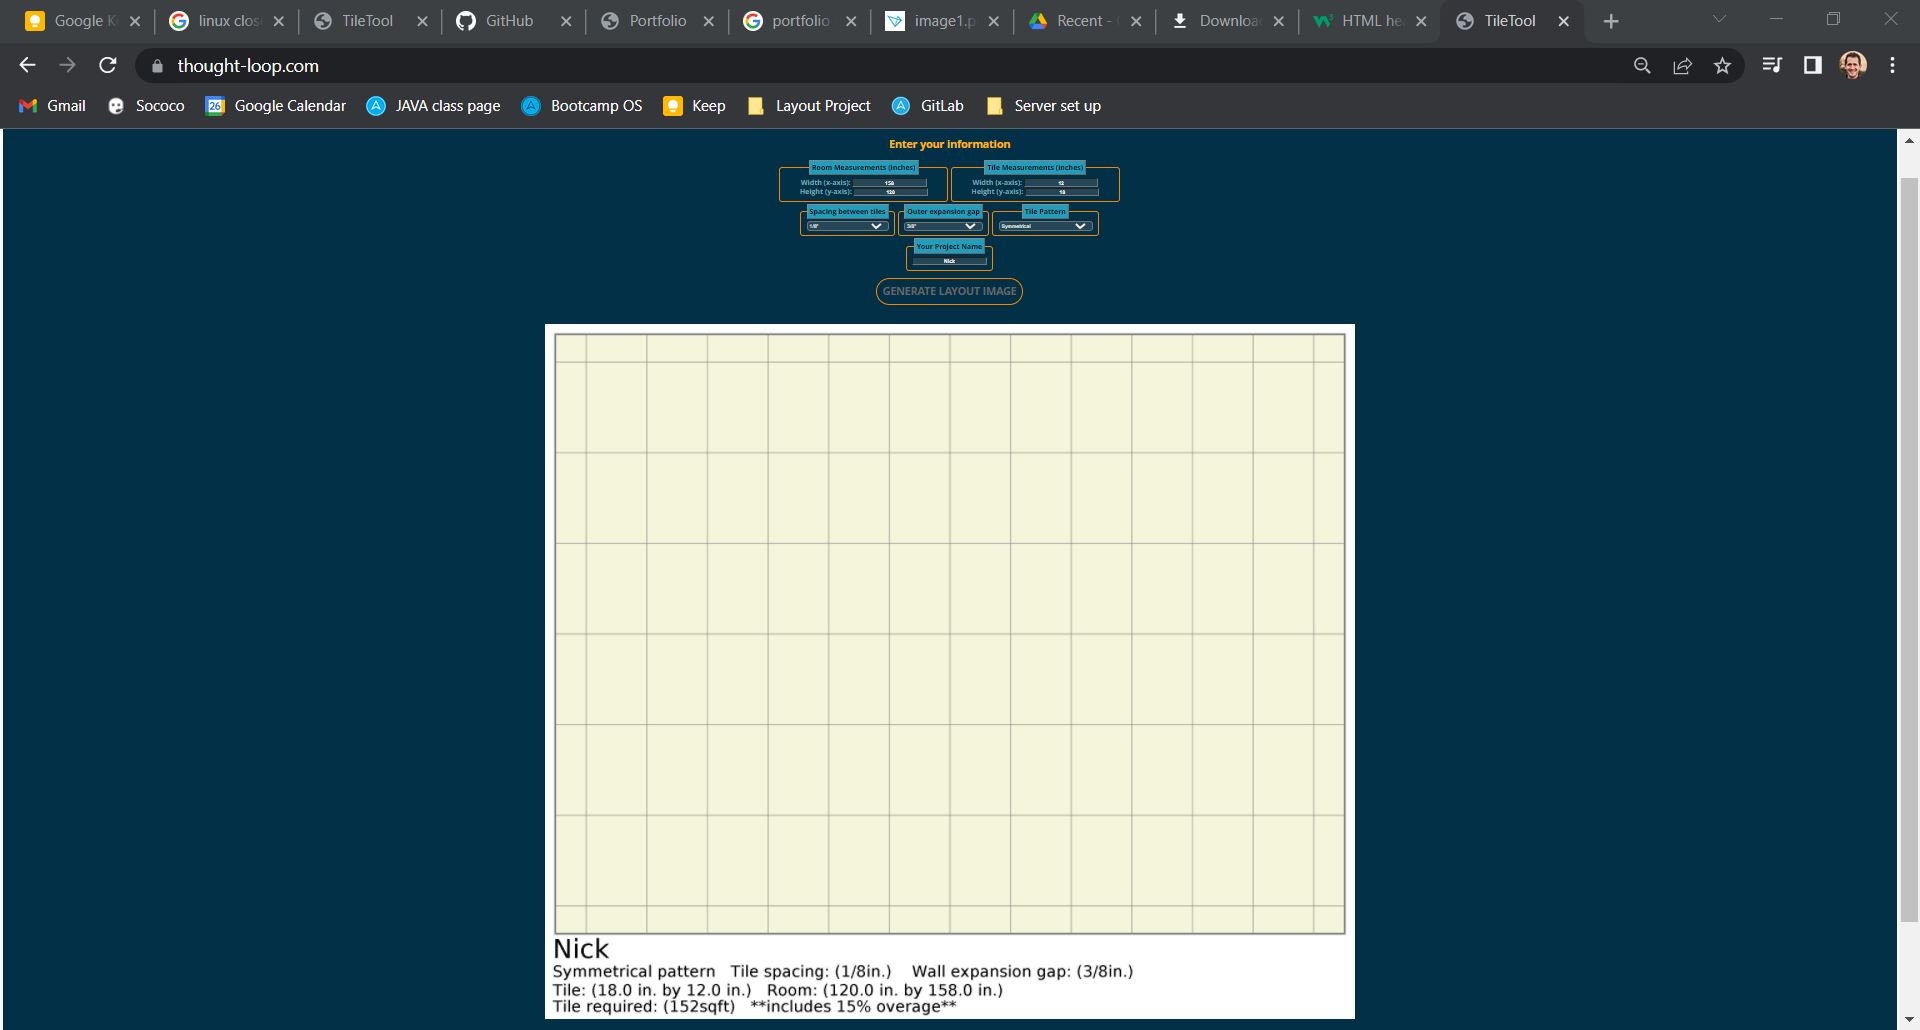 Google K
linux clos
TileTool
GitHub
Portfolio
portfolio
image1.p
Recent -
Downloa
HTML he
TileTool
thought-loop.com
Gmail
Sococo
26
Google Calendar
JAVA class page
Bootcamp OS
Keep
Layout Project
GitLab
Server set up
Enter your information
Room Measurements (inches)
Width (x-axis): 158
Height (y-axis): 120
Tile Measurements (inches)
Width (x-axis): 12
Height (y-axis): 18
Spacing between tiles
1/8"
Outer expansion gap
3/8"
Tile Pattern
Symmetrical
Your Project Name
Nick
GENERATE LAYOUT IMAGE
Nick
Symmetrical pattern Tile spacing: (1/8in.) Wall expansion gap: (3/8in.)
Tile: (18.0 in. by 12.0 in.) Room: (120.0 in. by 158.0 in.)
Tile required: (152sqft) **includes 15% overage**